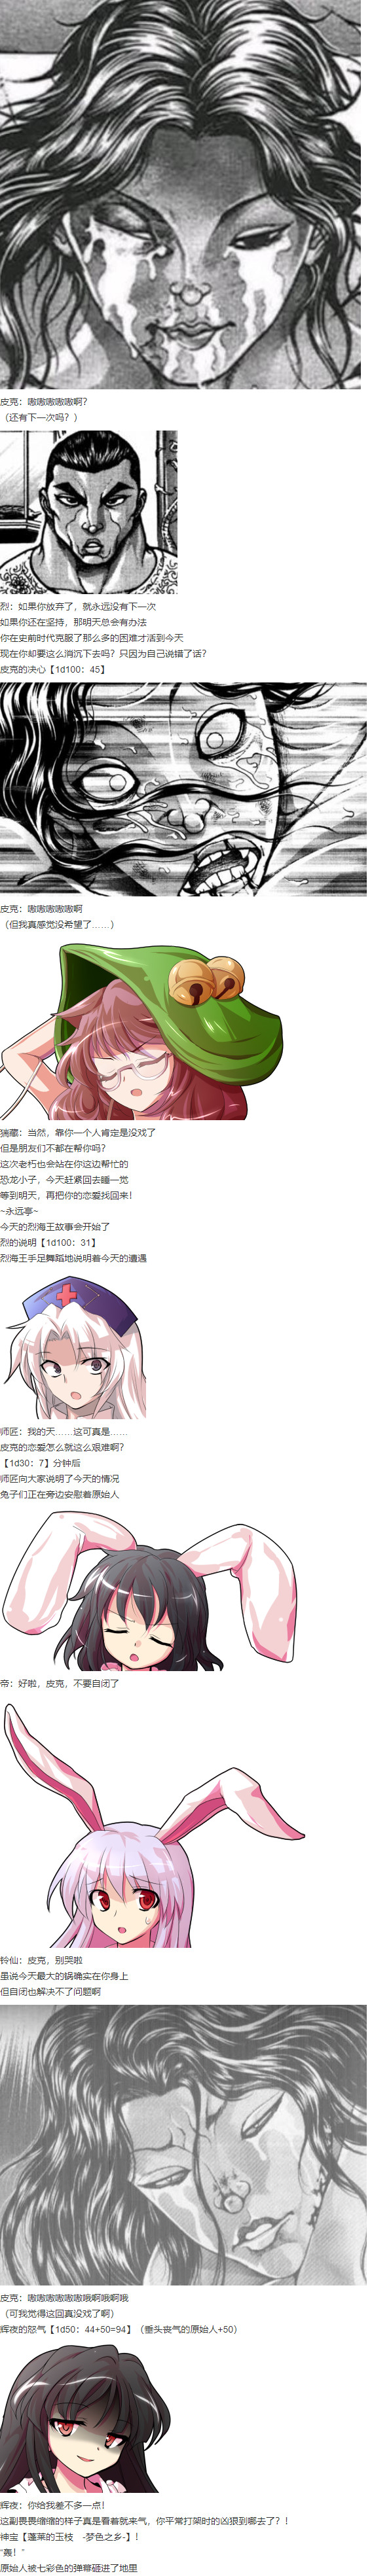 皮克：嗷嗷嗷嗷嗷啊？
（还有下一次吗？）
烈：如果你放弃了，就永远没有下一次
如果你还在坚持，那明天总会有办法
你在史前时代克服了那么多的困难才活到今天
现在你却要这么消沉下去吗？只因为自己说错了话？
皮克的决心【1d100：45】
皮克：嗷嗷嗷嗷嗷啊
（但我真感觉没希望了……）
猯藏：当然，靠你一个人肯定是没戏了
但是朋友们不都在帮你吗？
这次老朽也会站在你这边帮忙的
恐龙小子，今天赶紧回去睡一觉
等到明天，再把你的恋爱找回来！
~永远亭~
今天的烈海王故事会开始了
烈的说明【1d100：31】
烈海王手足舞蹈地说明着今天的遭遇
师匠：我的天……这可真是……
皮克的恋爱怎么就这么艰难啊？
【1d30：7】分钟后
师匠向大家说明了今天的情况
兔子们正在旁边安慰着原始人
帝：好啦，皮克，不要自闭了
铃仙：皮克，别哭啦
虽说今天最大的锅确实在你身上
但自闭也解决不了问题啊
皮克：嗷嗷嗷嗷嗷嗷哦啊哦啊哦
（可我觉得这回真没戏了啊）
辉夜的怒气【1d50：44+50=94】（垂头丧气的原始人+50）
辉夜：你给我差不多一点！
这副畏畏缩缩的样子真是看着就来气，你平常打架时的凶狠到哪去了？！
神宝【蓬莱的玉枝　-梦色之乡-】！
“轰！”
原始人被七彩色的弹幕砸进了地里